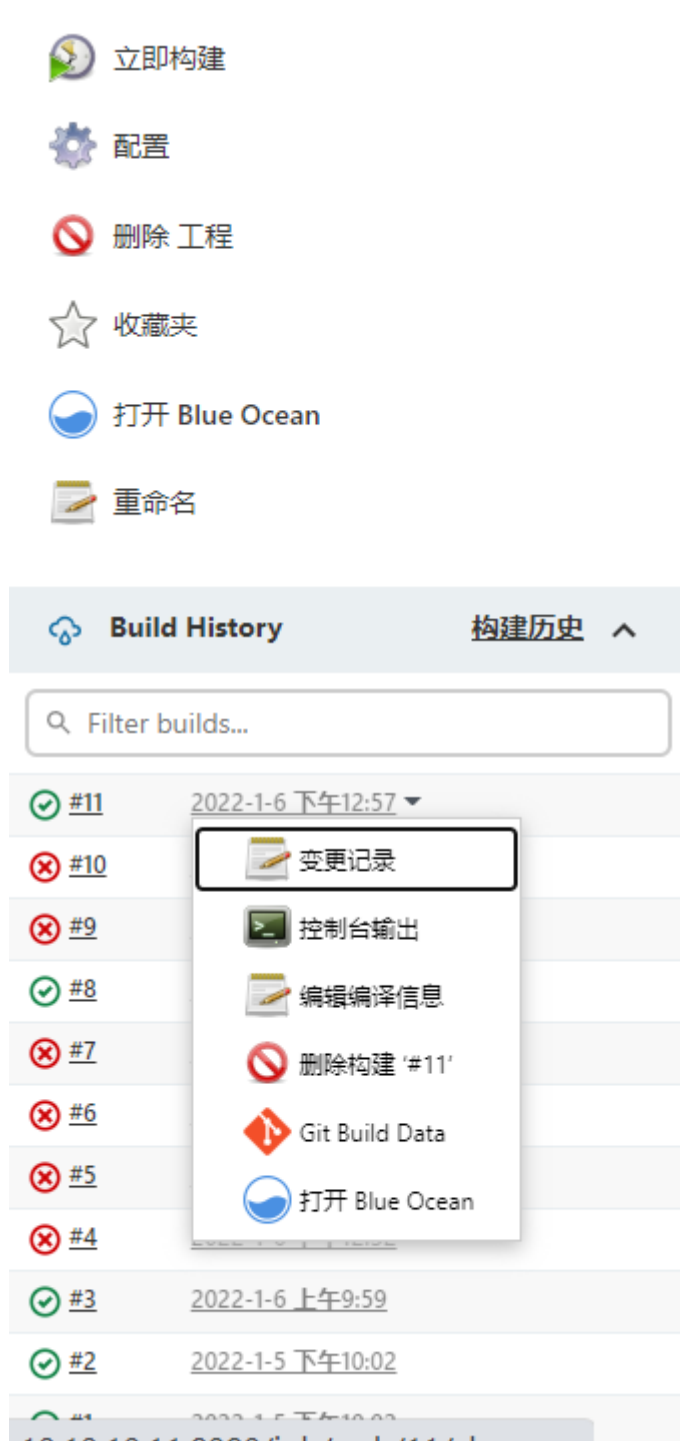 立即构建
配置
删除 工程
收藏夹
打开 Blue Ocean
重命名
Build History 构建历史
Filter builds...
#11 2022-1-6 下午12:57
变更记录
#10
控制台输出
#9
编辑编译信息
#8
删除构建 ‘#11’
#7
Git Build Data
#6
打开 Blue Ocean
#5
#4
#3 2022-1-6 上午9:59
#2 2022-1-5 下午10:02